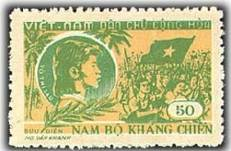 VIỆT-NAM DÂN CHỦ CỘNG HÒA
50
BƯU ĐIỆN
NAM BỘ KHÁNG CHIẾN